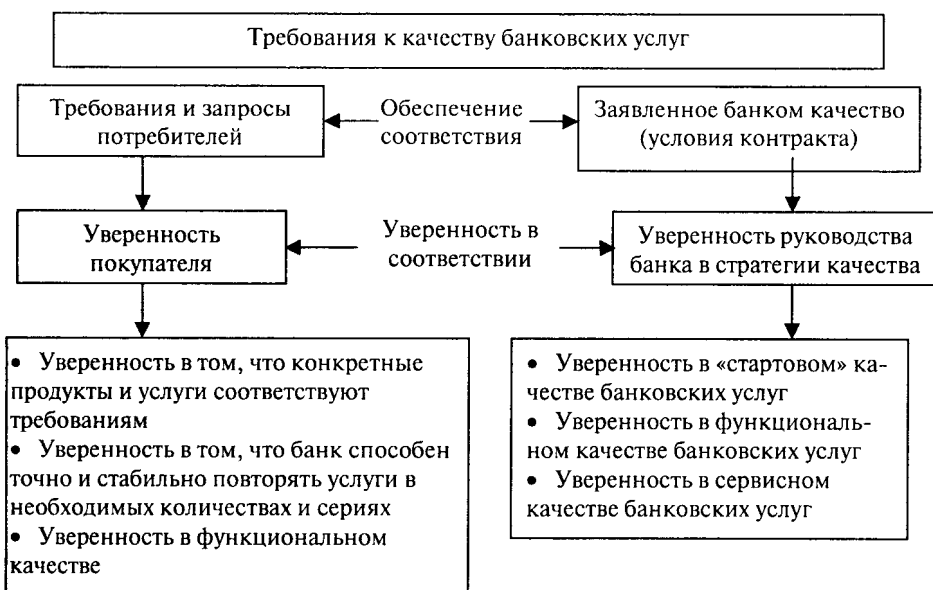 Требования к качеству банковских услуг
Требования и запросы
потребителей
Обеспечение
соответствия
Заявленное банком качество
(условия контракта)
Уверенность
покупателя
Уверенность в
соответствии
Уверенность руководства
банка в стратегии качества
• Уверенность в том, что конкретные
продукты и услуги соответствуют
требованиям
• Уверенность в том, что банк способен
точно и стабильно повторять услуги в
необходимых количествах и сериях
• Уверенность в функциональном
качестве
• Уверенность в «стартовом» ка-
честве банковских услуг
• Уверенность в функциональ-
ном качестве банковских услуг
• Уверенность в сервисном
качестве банковских услуг